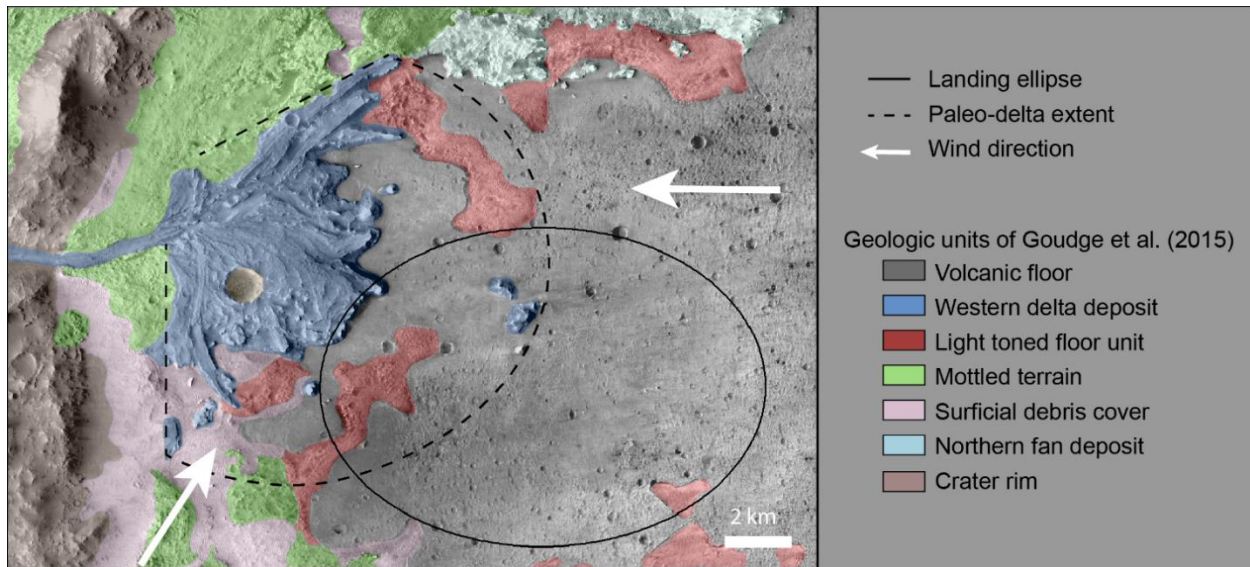 Landing ellipse
Paleo-delta extent
Wind direction
Geologic units of Goudge et al. (2015)
Volcanic floor
Western delta deposit
Light toned floor unit
Mottled terrain
Surficial debris cover
Northern fan deposit
Crater rim
2 km